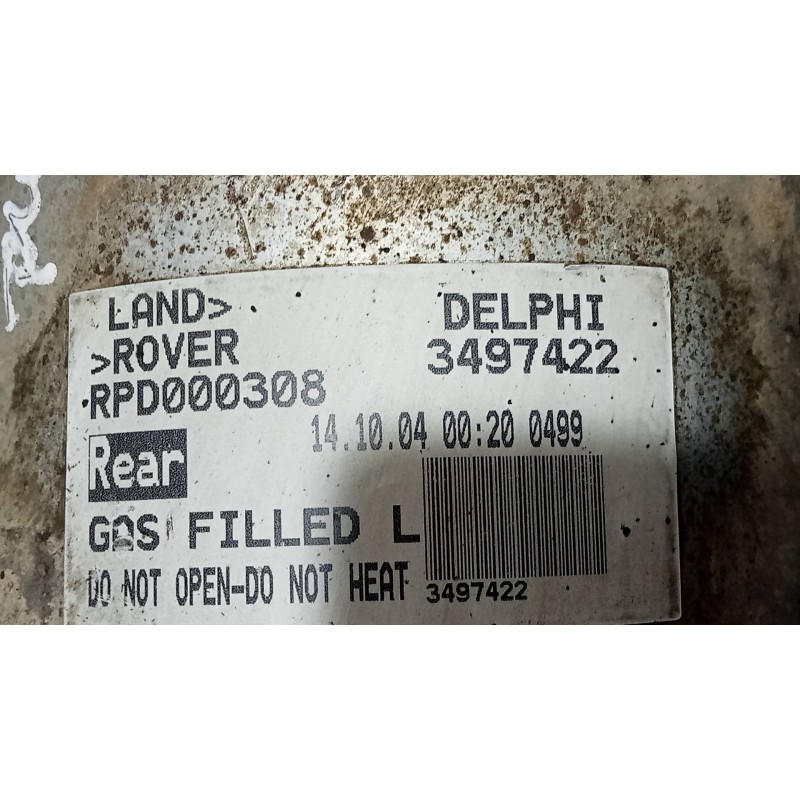 LAND>
>ROVER
RPD000308
DELPHI
3497422
14.10.04 00:20 0499
Rear
GAS FILLED L
DO NOT OPEN-DO NOT HEAT
3497422